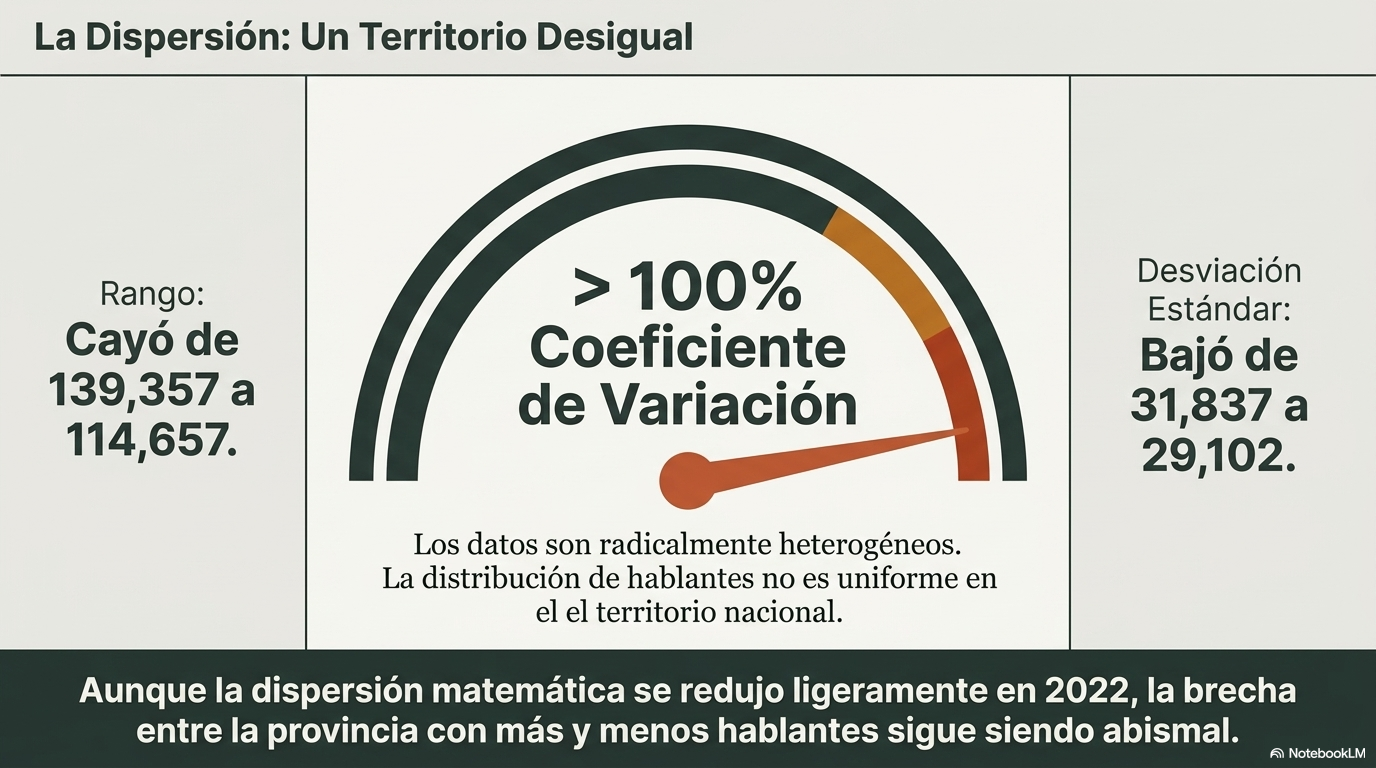 La Dispersión: Un Territorio Desigual
Rango:
Cayó de
139,357 a
114,657.
> 100%
Coeficiente
de Variación
Los datos son radicalmente heterogéneos.
La distribución de hablantes no es uniforme en
el el territorio nacional.
Desviación
Estándar:
Bajó de
31,837 a
29,102.
Aunque la dispersión matemática se redujo ligeramente en 2022, la brecha
entre la provincia con más y menos hablantes sigue siendo abismal.
NotebookLM